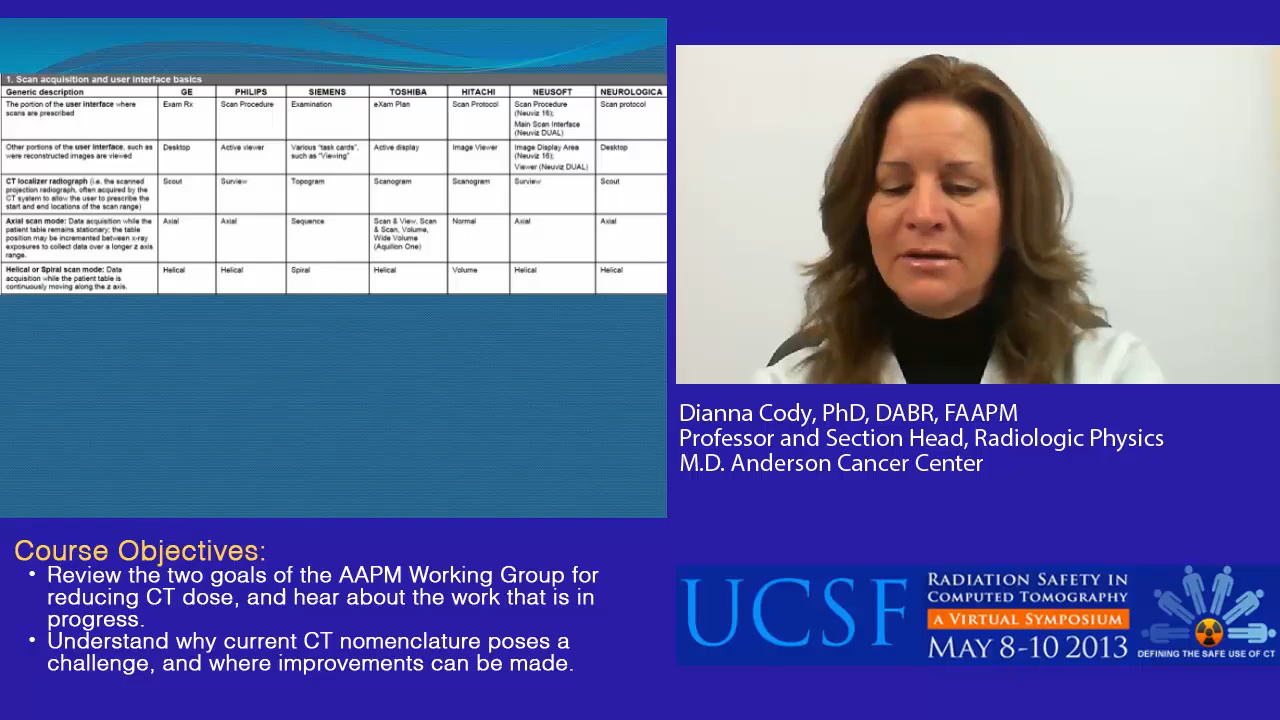 1. Scan acquisition and user interface basics
Generic description GE PHILIPS SIEMENS TOSHIBA HITACHI NEUSOFT NEUROLOGICA
The portion of the user interface where scans are prescribed
Exam Rx
Scan Procedure
Examination
eXam Plan
Scan Protocol
Scan Procedure (Neuviz 16);
Main Scan Interface (Neuviz DUAL)
Scan protocol
Other portions of the user interface, such as were reconstructed images are viewed
Desktop
Active viewer
Various "task cards", such as "Viewing"
Active display
Image Viewer
Image Display Area (Neuviz 16);
Viewer (Neuviz DUAL)
Desktop
CT localizer radiograph (i.e. the scanned projection radiograph, often acquired by the CT system to allow the user to prescribe the start and end locations of the scan range)
Scout
Surview
Topogram
Scanogram
Scanogram
Surview
Scout
Axial scan mode: Data acquisition while the patient table remains stationary; the table position may be incremented between x-ray exposures to collect data over a longer z axis range.
Axial
Axial
Sequence
Scan & View, Scan & Scan, Volume, Wide Volume (Aquilion One)
Normal
Axial
Axial
Helical or Spiral scan mode: Data acquisition while the patient table is continuously moving along the z axis.
Helical
Helical
Spiral
Helical
Volume
Helical
Helical
Dianna Cody, PhD, DABR, FAAPM
Professor and Section Head, Radiologic Physics
M.D. Anderson Cancer Center
Course Objectives:
• Review the two goals of the AAPM Working Group for
reducing CT dose, and hear about the work that is in
progress.
• Understand why current CT nomenclature poses a
challenge, and where improvements can be made.
UCSF
RADIATION SAFETY IN
COMPUTED TOMOGRAPHY
A VIRTUAL SYMPOSIUM
MAY 8-10 2013
DEFINING THE SAFE USE OF CT